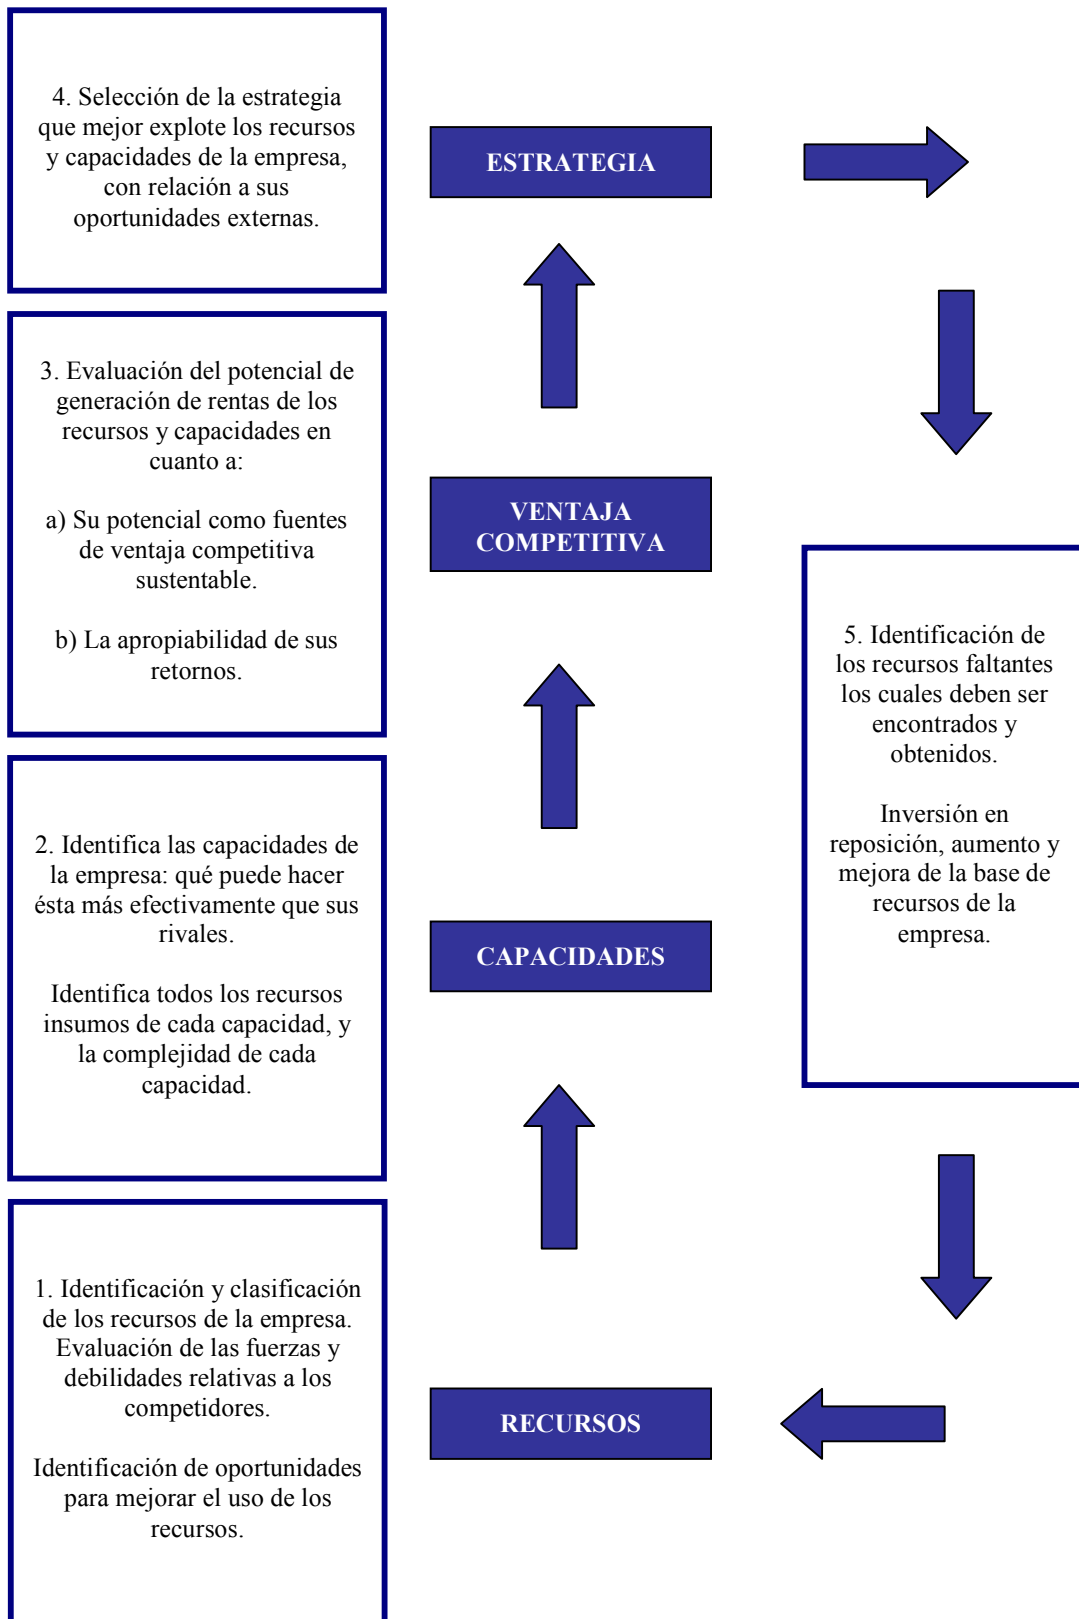 4. Selección de la estrategia
que mejor explote los recursos
y capacidades de la empresa,
con relación a sus
oportunidades externas.
ESTRATEGIA
3. Evaluación del potencial de
generación de rentas de los
recursos y capacidades en
cuanto a:
a) Su potencial como fuentes
de ventaja competitiva
sustentable.
b) La apropiabilidad de sus
retornos.
VENTAJA
COMPETITIVA
5. Identificación de
los recursos faltantes
los cuales deben ser
encontrados y
obtenidos.
Inversión en
reposición, aumento y
mejora de la base de
recursos de la
empresa.
2. Identifica las capacidades de
la empresa: qué puede hacer
ésta más efectivamente que sus
rivales.
Identifica todos los recursos
insumos de cada capacidad, y
la complejidad de cada
capacidad.
CAPACIDADES
1. Identificación y clasificación
de los recursos de la empresa.
Evaluación de las fuerzas y
debilidades relativas a los
competidores.
Identificación de oportunidades
para mejorar el uso de los
recursos.
RECURSOS